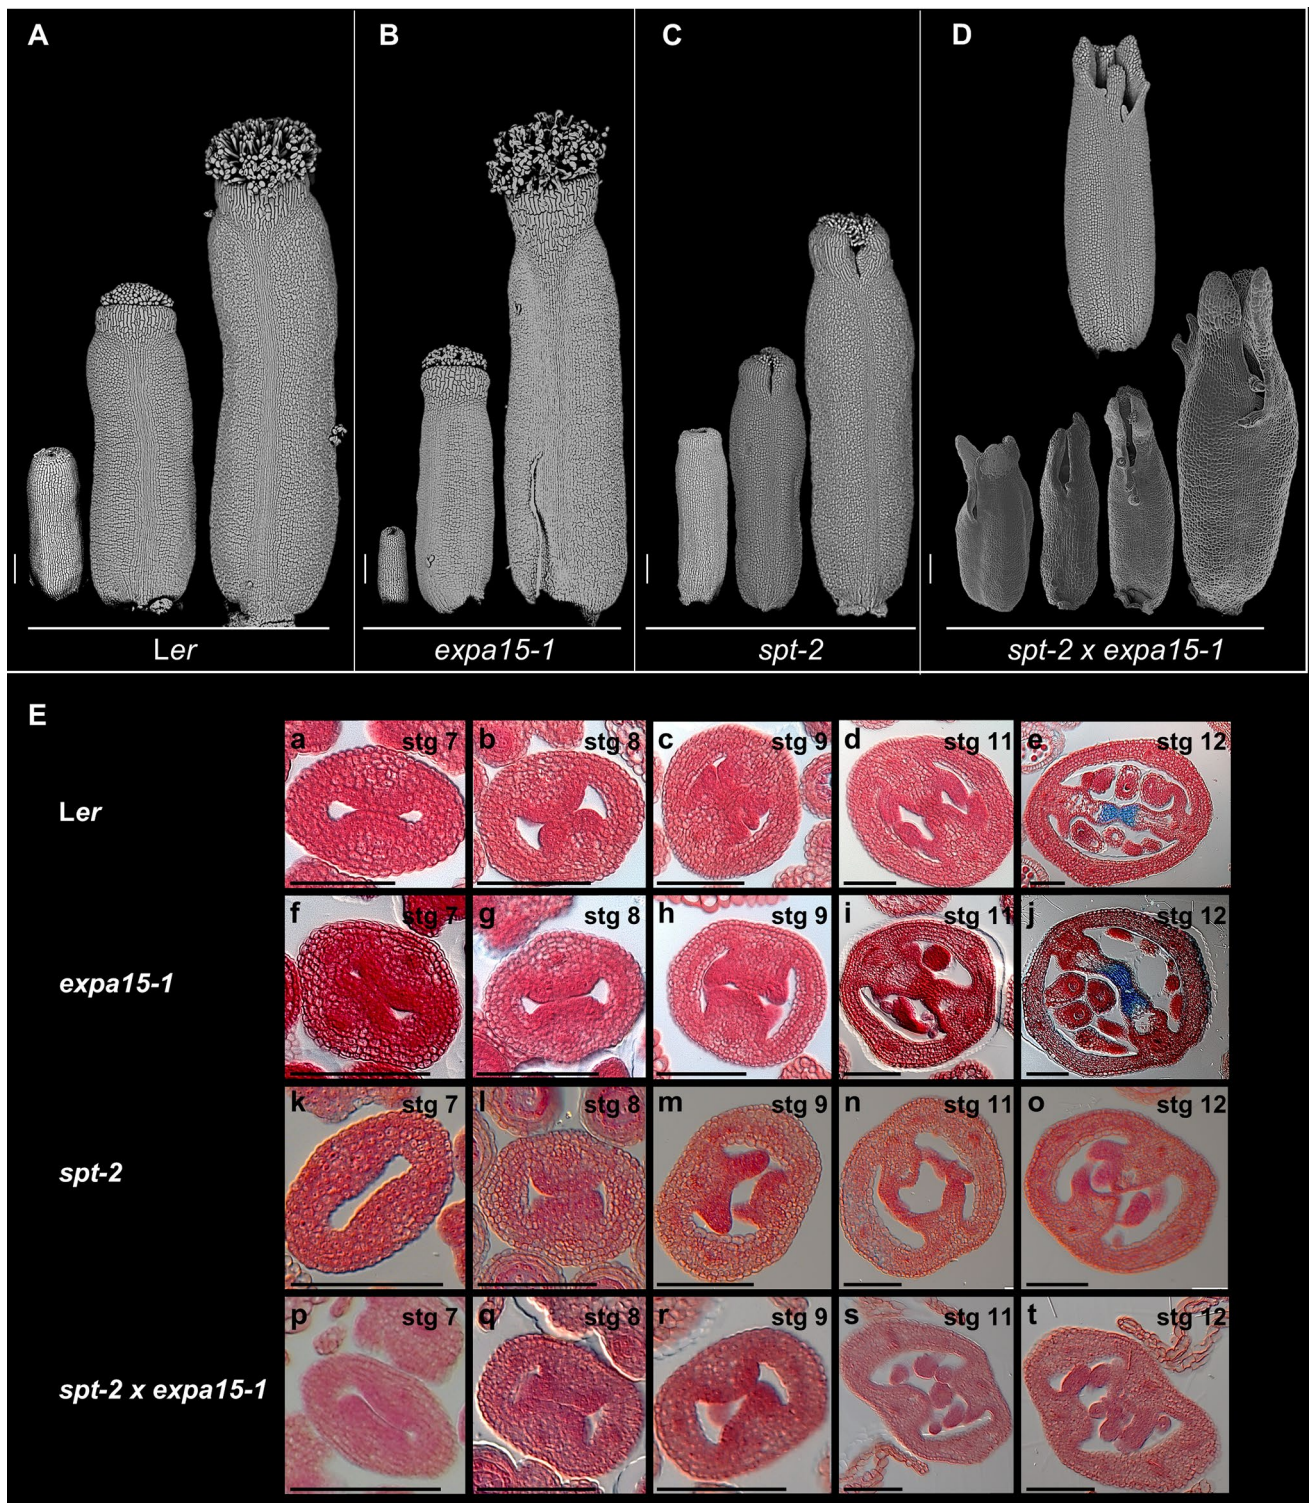 A B C D
Ler expa15-1 spt-2 spt-2 x expa15-1
E
Ler
a stg 7 b stg 8 c stg 9 d stg 11 e stg 12
expa15-1
f stg 7 g stg 8 h stg 9 i stg 11 j stg 12
spt-2
k stg 7 l stg 8 m stg 9 n stg 11 o stg 12
spt-2 x expa15-1
p stg 7 q stg 8 r stg 9 s stg 11 t stg 12